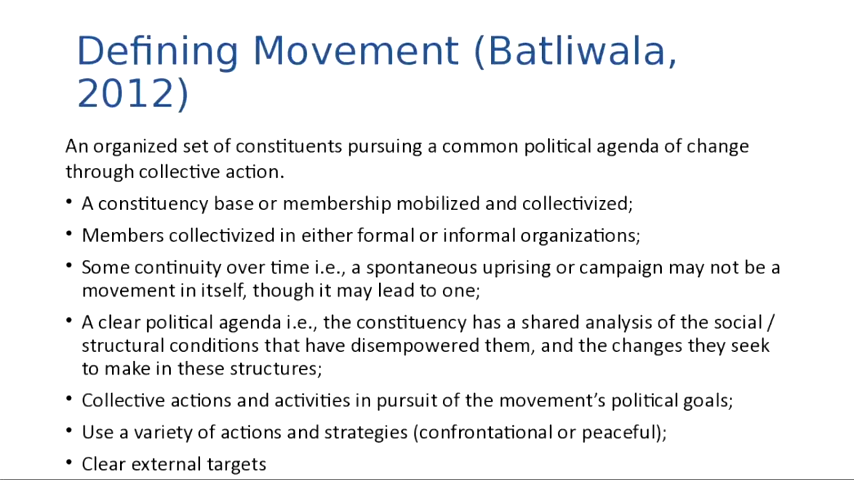 Defining Movement (Batliwala,
2012)
An organized set of constituents pursuing a common political agenda of change
through collective action.
• A constituency base or membership mobilized and collectivized;
• Members collectivized in either formal or informal organizations;
• Some continuity over time i.e., a spontaneous uprising or campaign may not be a
movement in itself, though it may lead to one;
• A clear political agenda i.e., the constituency has a shared analysis of the social /
structural conditions that have disempowered them, and the changes they seek
to make in these structures;
• Collective actions and activities in pursuit of the movement’s political goals;
• Use a variety of actions and strategies (confrontational or peaceful);
• Clear external targets